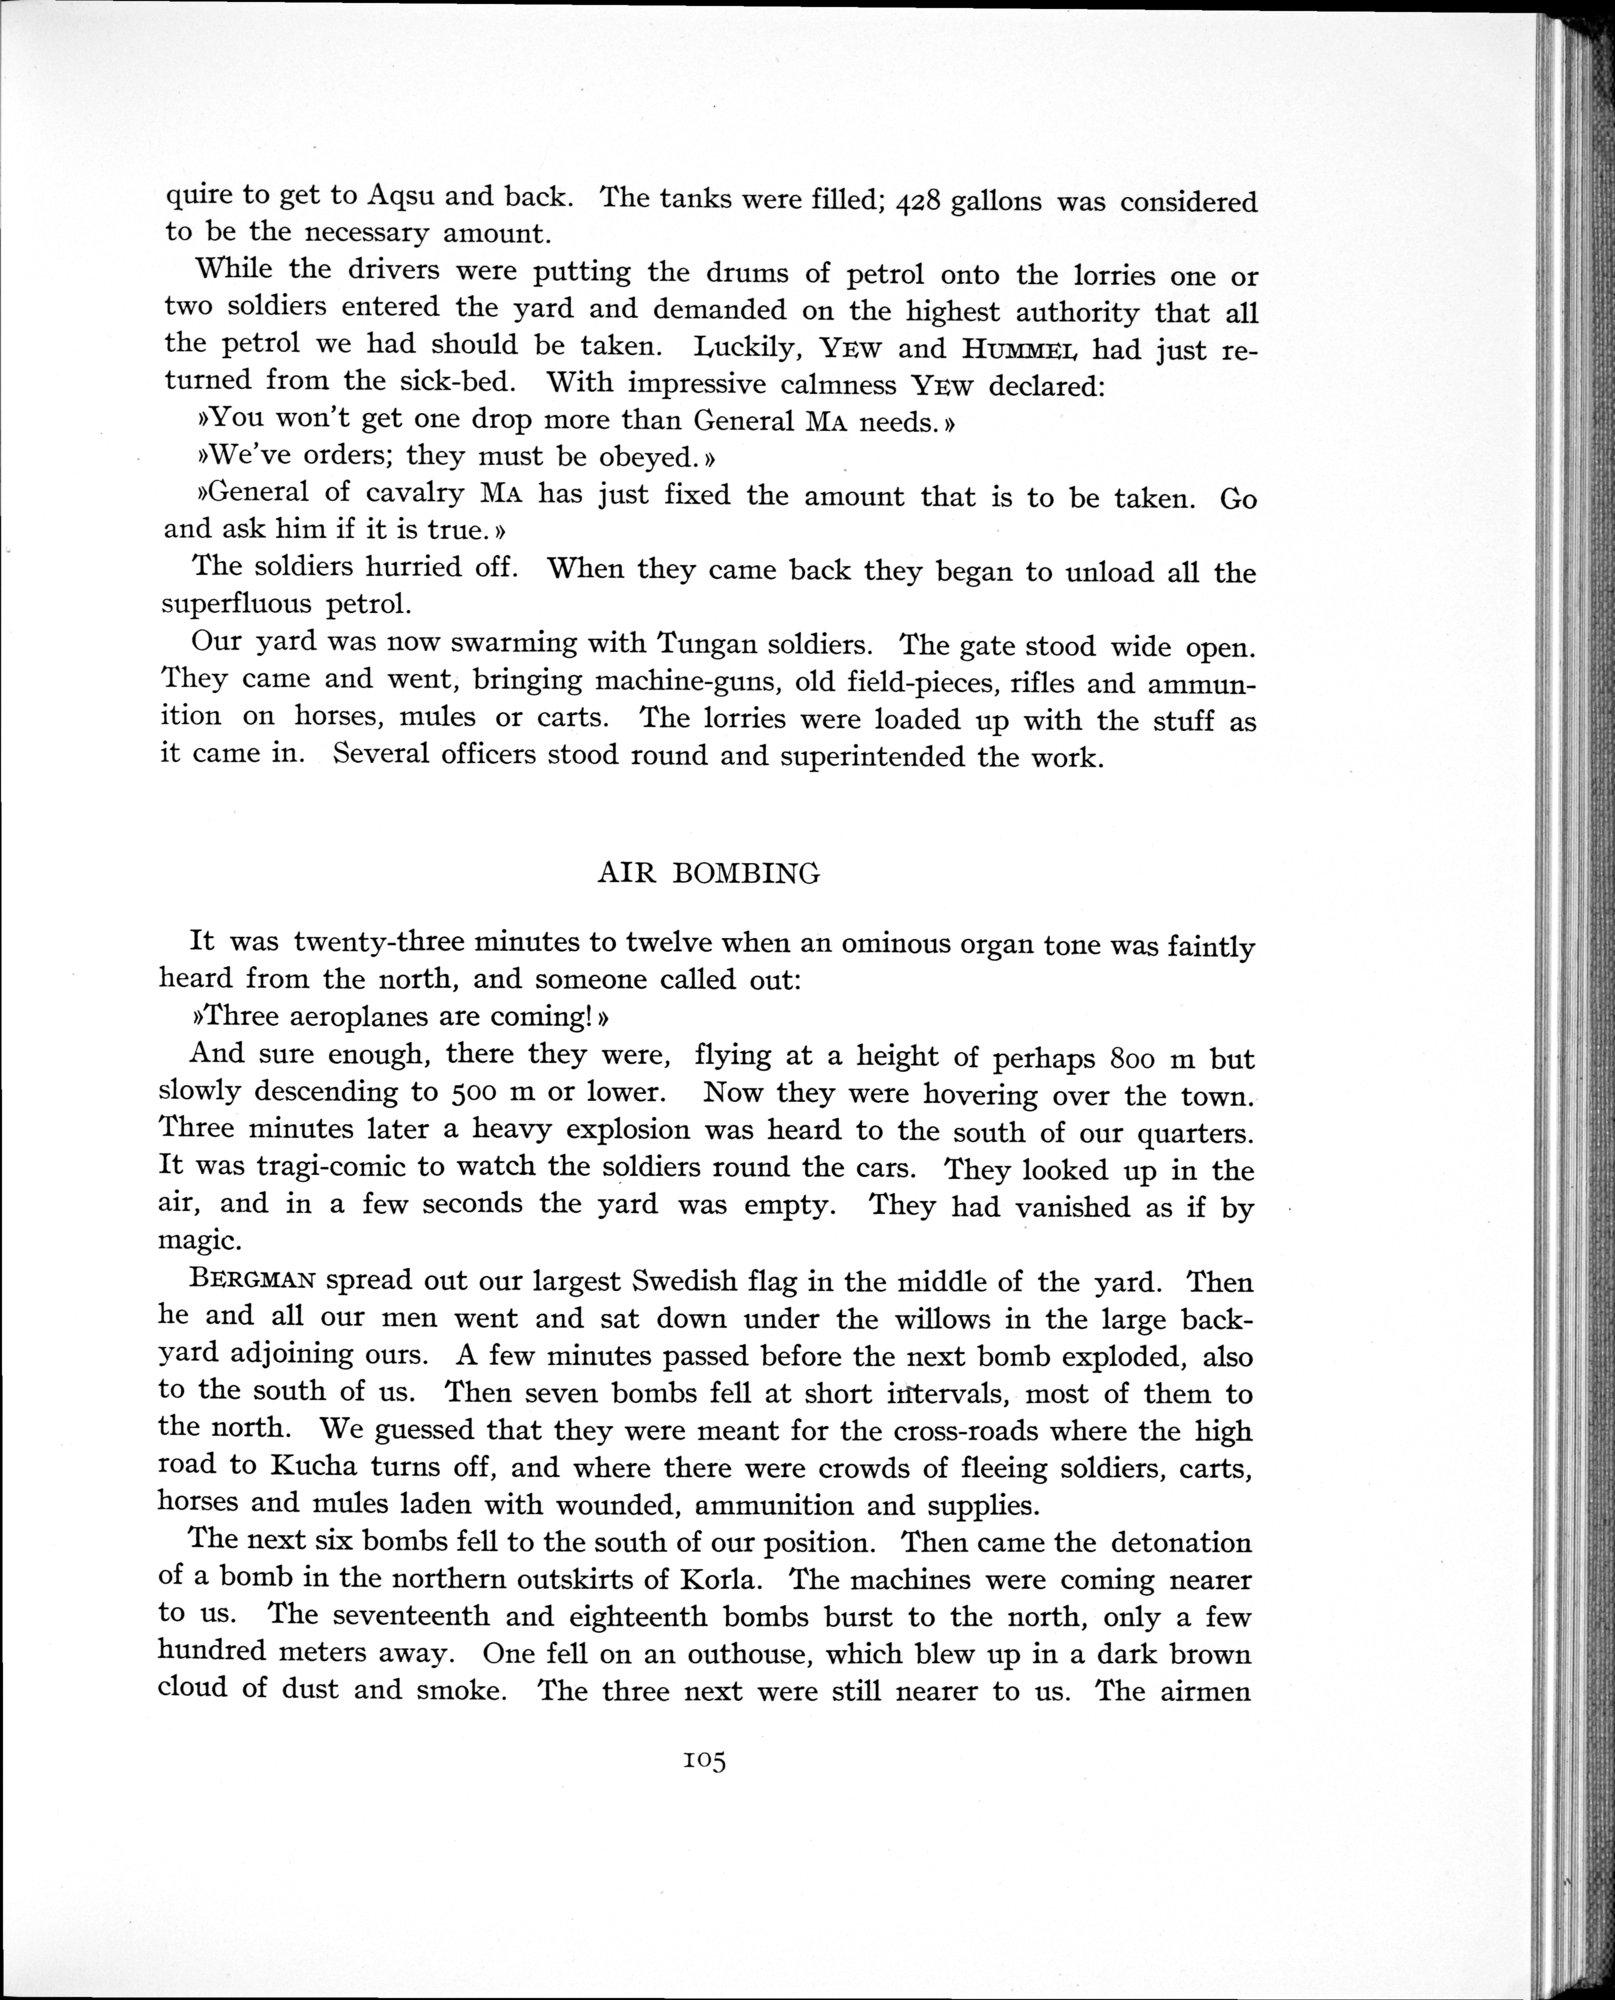 quire to get to Aqsu and back. The tanks were filled; 428 gallons was considered
to be the necessary amount.
While the drivers were putting the drums of petrol onto the lorries one or
two soldiers entered the yard and demanded on the highest authority that all
the petrol we had should be taken. Luckily, YEW and HUMMEL had just re-
turned from the sick-bed. With impressive calmness YEW declared:
»You won't get one drop more than General MA needs.»
»We've orders; they must be obeyed.»
»General of cavalry MA has just fixed the amount that is to be taken. Go
and ask him if it is true.»
The soldiers hurried off. When they came back they began to unload all the
superfluous petrol.
Our yard was now swarming with Tungan soldiers. The gate stood wide open.
They came and went, bringing machine-guns, old field-pieces, rifles and ammun-
ition on horses, mules or carts. The lorries were loaded up with the stuff as
it came in. Several officers stood round and superintended the work.
AIR BOMBING
It was twenty-three minutes to twelve when an ominous organ tone was faintly
heard from the north, and someone called out:
»Three aeroplanes are coming!»
And sure enough, there they were, flying at a height of perhaps 800 m but
slowly descending to 500 m or lower. Now they were hovering over the town.
Three minutes later a heavy explosion was heard to the south of our quarters.
It was tragi-comic to watch the soldiers round the cars. They looked up in the
air, and in a few seconds the yard was empty. They had vanished as if by
magic.
BERGMAN spread out our largest Swedish flag in the middle of the yard. Then
he and all our men went and sat down under the willows in the large back-
yard adjoining ours. A few minutes passed before the next bomb exploded, also
to the south of us. Then seven bombs fell at short intervals, most of them to
the north. We guessed that they were meant for the cross-roads where the high
road to Kucha turns off, and where there were crowds of fleeing soldiers, carts,
horses and mules laden with wounded, ammunition and supplies.
The next six bombs fell to the south of our position. Then came the detonation
of a bomb in the northern outskirts of Korla. The machines were coming nearer
to us. The seventeenth and eighteenth bombs burst to the north, only a few
hundred meters away. One fell on an outhouse, which blew up in a dark brown
cloud of dust and smoke. The three next were still nearer to us. The airmen
105